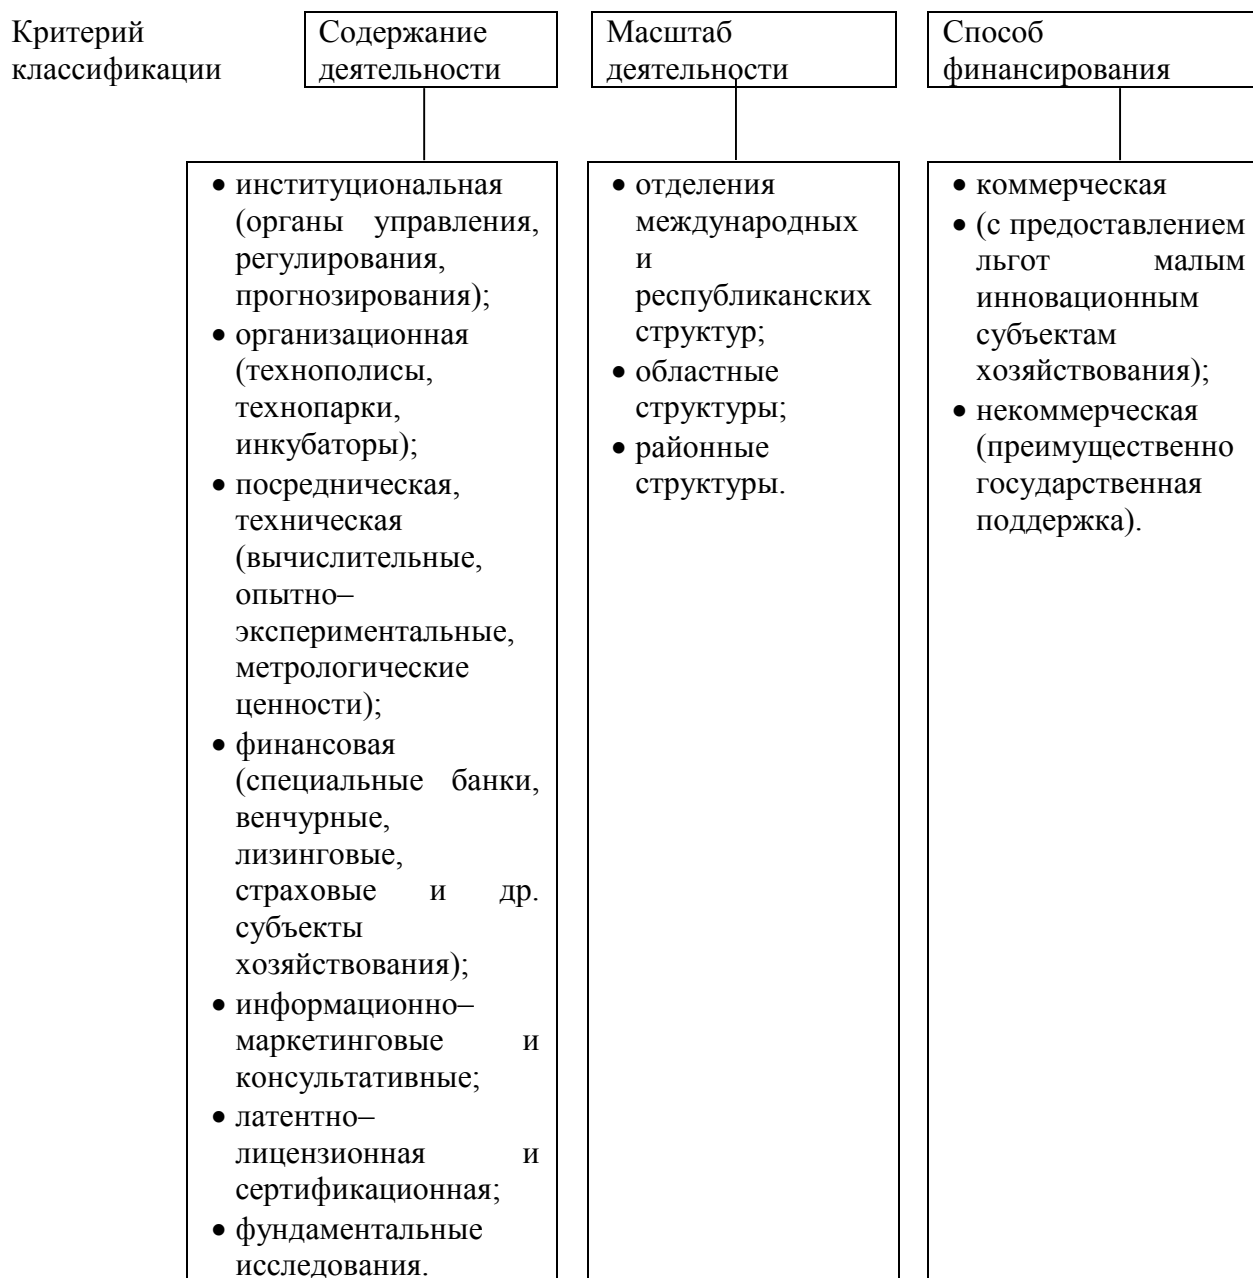 Критерий
классификации
Содержание
деятельности
Масштаб
деятельности
Способ
финансирования
• институциональная
(органы управления,
регулирования,
прогнозирования);
• организационная
(технополисы,
технопарки,
инкубаторы);
• посредническая,
техническая
(вычислительные,
опытно–
экспериментальные,
метрологические
ценности);
• финансовая
(специальные банки,
венчурные,
лизинговые,
страховые и др.
субъекты
хозяйствования);
• информационно–
маркетинговые и
консультативные;
• латентно–
лицензионная и
сертификационная;
• фундаментальные
исследования.
• отделения
международных
и
республиканских
структур;
• областные
структуры;
• районные
структуры.
• коммерческая
• (с предоставлением
льгот малым
инновационным
субъектам
хозяйствования);
• некоммерческая
(преимущественно
государственная
поддержка).